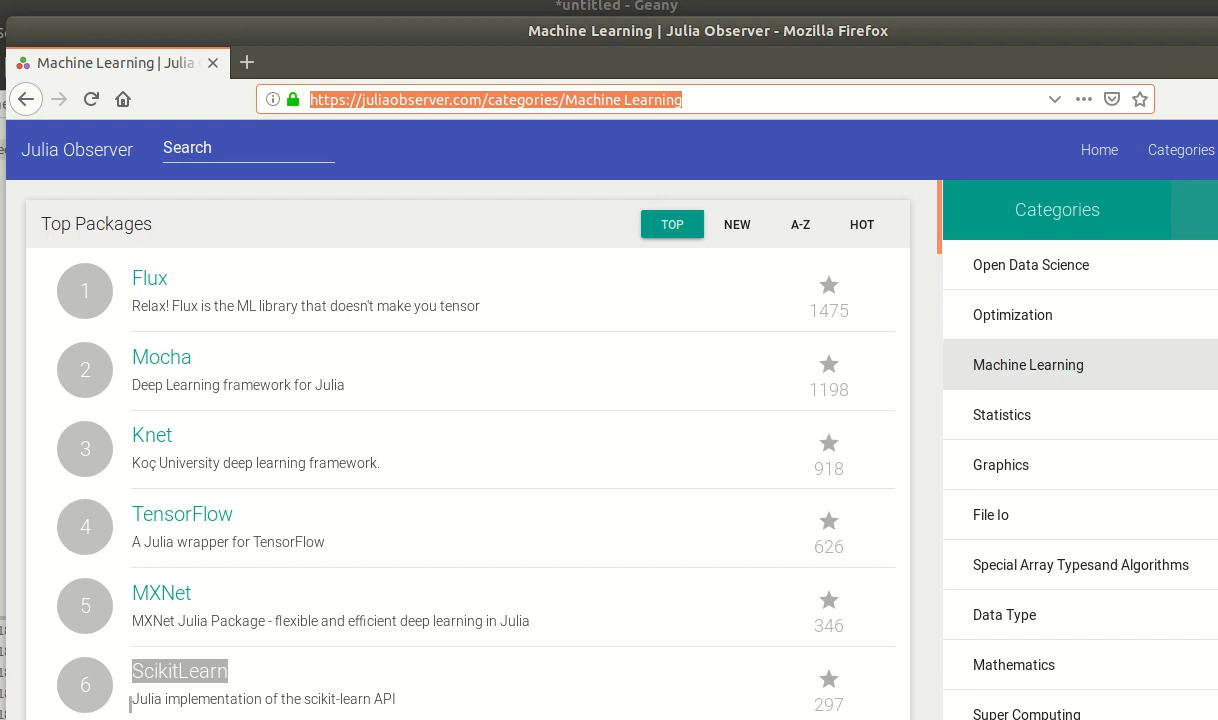 *untitled - Geany
Machine Learning | Julia Observer - Mozilla Firefox
Machine Learning | Julia
https://juliaobserver.com/categories/Machine Learning
Julia Observer
Search
Home
Categories
Top Packages
TOP
NEW
A-Z
HOT
1
Flux
Relax! Flux is the ML library that doesn't make you tensor
1475
2
Mocha
Deep Learning framework for Julia
1198
3
Knet
Koç University deep learning framework.
918
4
TensorFlow
A Julia wrapper for TensorFlow
626
5
MXNet
MXNet Julia Package - flexible and efficient deep learning in Julia
346
6
ScikitLearn
Julia implementation of the scikit-learn API
297
Categories
Open Data Science
Optimization
Machine Learning
Statistics
Graphics
File Io
Special Array Typesand Algorithms
Data Type
Mathematics
Super Computing